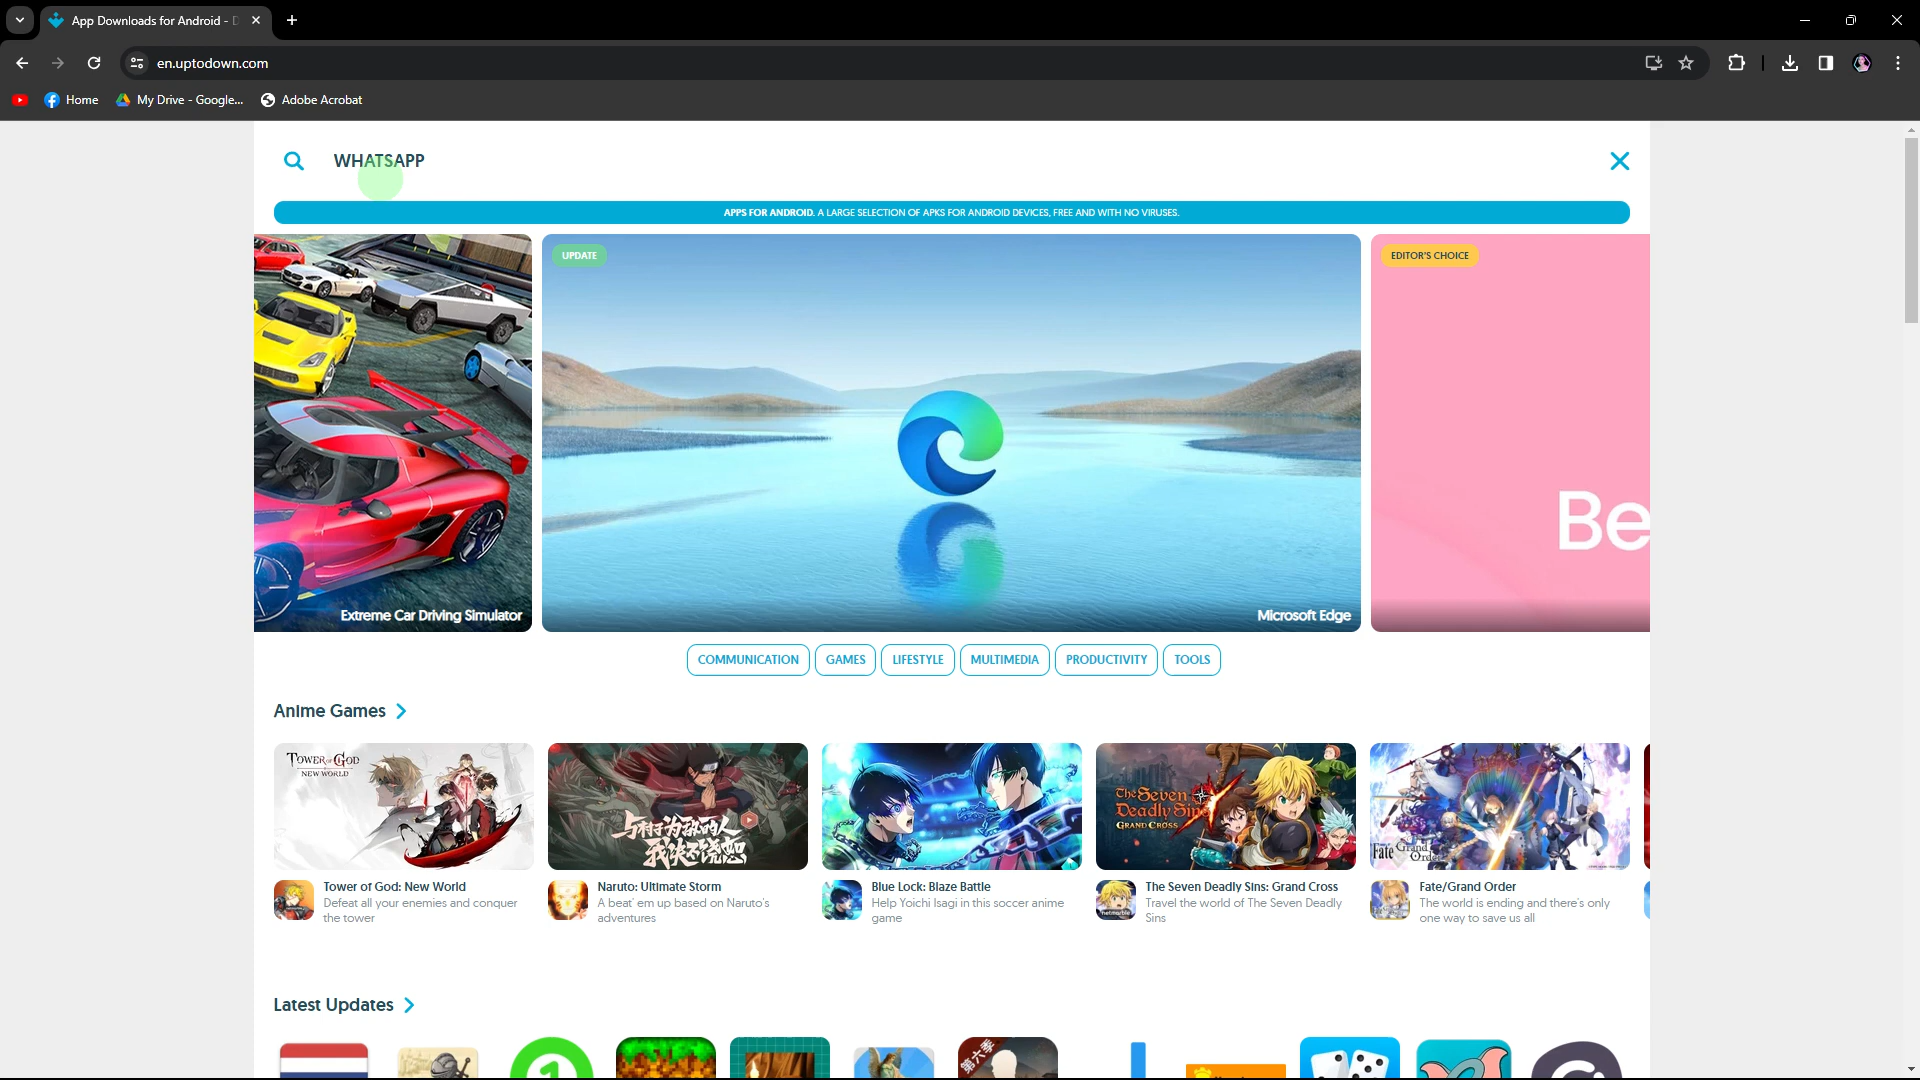 App Downloads for Android -
en.uptodown.com
Home
My Drive - Google...
Adobe Acrobat
WHATSAPP
APPS FOR ANDROID. A LARGE SELECTION OF APKS FOR ANDROID DEVICES, FREE AND WITH NO VIRUSES.
UPDATE
EDITOR'S CHOICE
Be
Extreme Car Driving Simulator
Microsoft Edge
COMMUNICATION
GAMES
LIFESTYLE
MULTIMEDIA
PRODUCTIVITY
TOOLS
Anime Games
TOWER of GOD
NEW WORLD
The Seven
Deadly Sins
GRAND CROSS
Fate
Grand Order
Tower of God: New World
Defeat all your enemies and conquer
the tower
Naruto: Ultimate Storm
A beat' em up based on Naruto's
adventures
Blue Lock: Blaze Battle
Help Yoichi Isagi in this soccer anime
game
netmarble
The Seven Deadly Sins: Grand Cross
Travel the world of The Seven Deadly
Sins
Fate/Grand Order
The world is ending and there's only
one way to save us all
Latest Updates
第六季